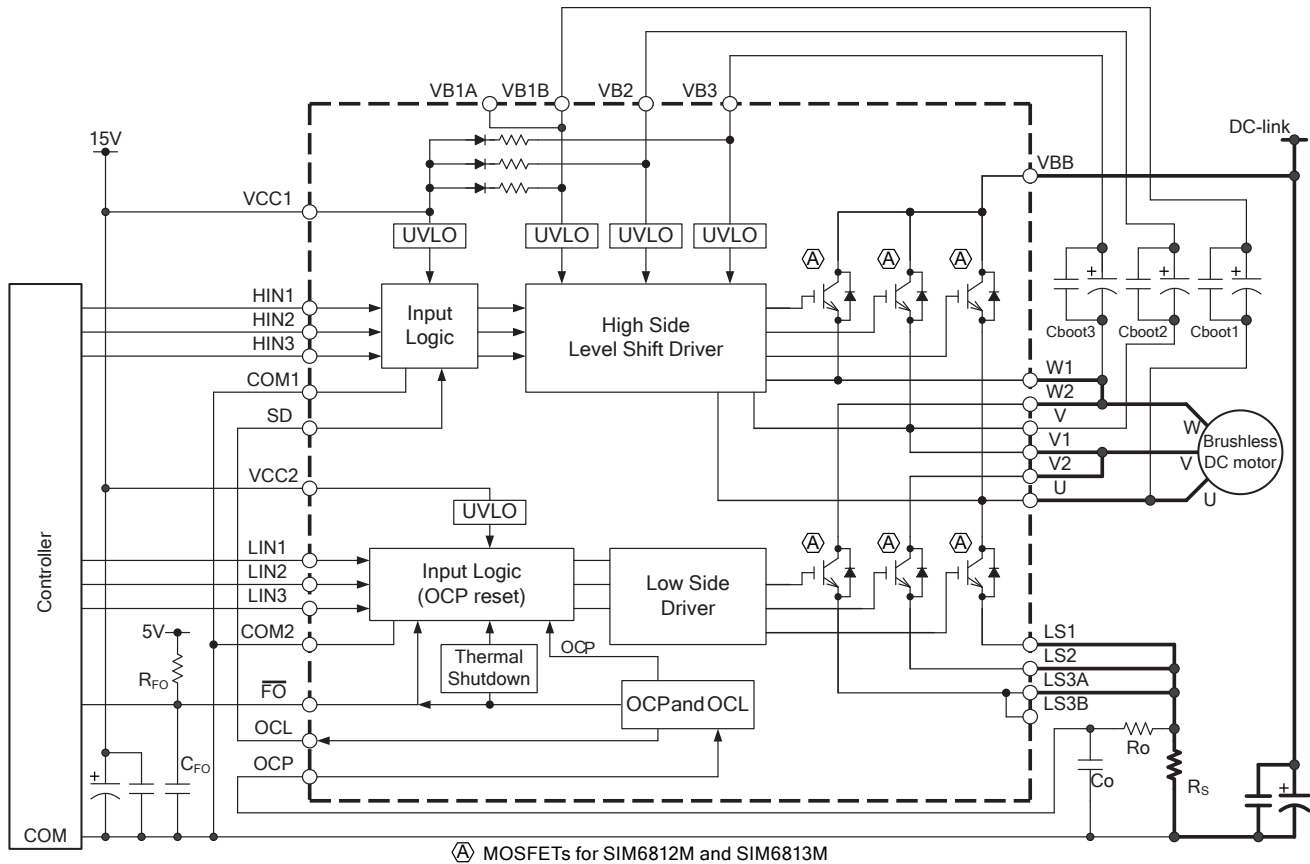 VB1A VB1B VB2 VB3
15V
DC-link
VBB
VCC1
UVLO UVLO UVLO UVLO
A A A
HIN1
HIN2
HIN3
Input
Logic
High Side
Level Shift Driver
Cboot3 Cboot2 Cboot1
COM1
SD
W1
W2
V
V1
V2
U
W
V
U
Brushless
DC motor
VCC2
UVLO
A A A
Controller
LIN1
LIN2
LIN3
Input Logic
(OCP reset)
Low Side
Driver
COM2
5V
RFO
Thermal
Shutdown
OCP
FO
OCP and OCL
LS1
LS2
LS3A
LS3B
OCL
OCP
CFO
Ro
Co
RS
+ + + + +
COM
A MOSFETs for SIM6812M and SIM6813M